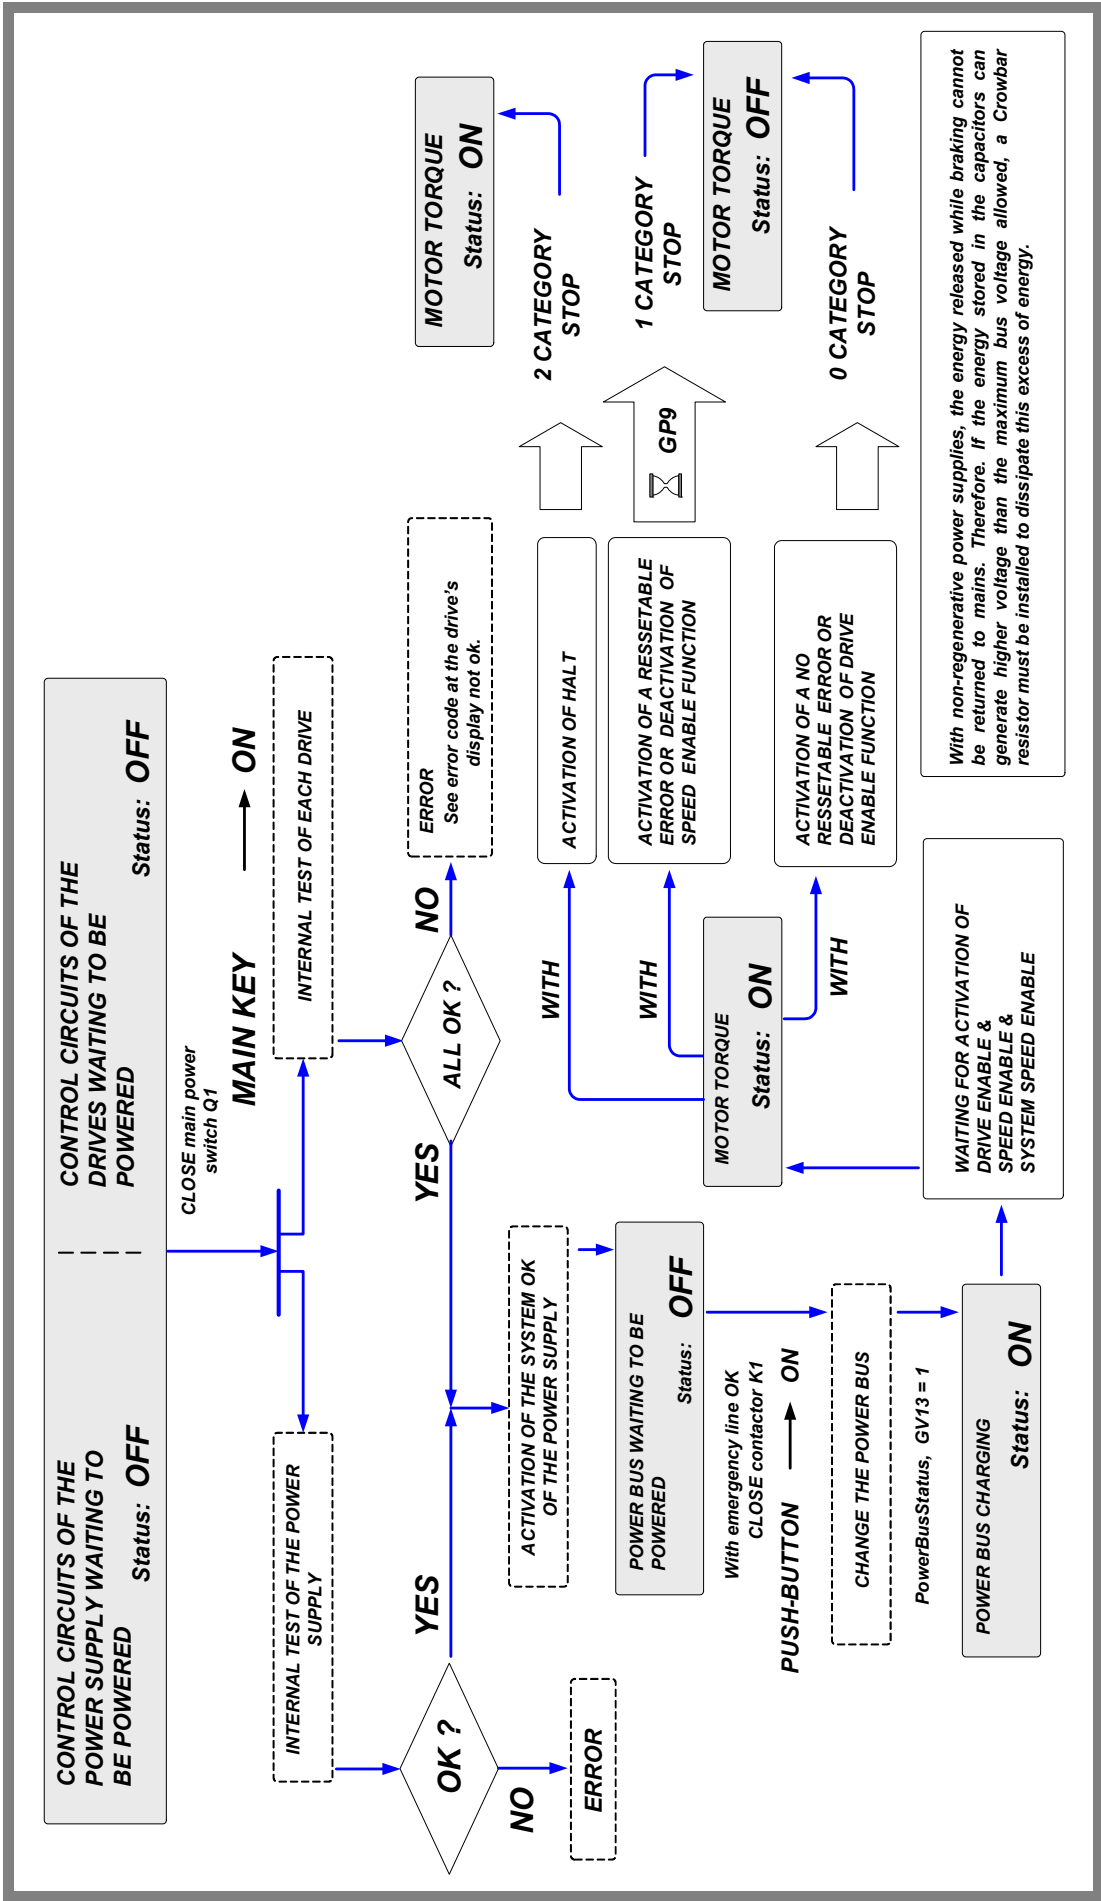 CONTROL CIRCUITS OF THE
POWER SUPPLY WAITING TO
BE POWERED
Status: OFF
CONTROL CIRCUITS OF THE
DRIVES WAITING TO BE
POWERED
Status: OFF
CLOSE main power
switch Q1
MAIN KEY
ON
INTERNAL TEST OF THE POWER
SUPPLY
INTERNAL TEST OF EACH DRIVE
OK ?
YES
NO
ERROR
ALL OK ?
YES
NO
ERROR
See error code at the drive's
display not ok.
ACTIVATION OF THE SYSTEM OK
OF THE POWER SUPPLY
POWER BUS WAITING TO BE
POWERED
Status: OFF
With emergency line OK
CLOSE contactor K1
PUSH-BUTTON
ON
CHANGE THE POWER BUS
PowerBusStatus, GV13 = 1
POWER BUS CHARGING
Status: ON
WAITING FOR ACTIVATION OF
DRIVE ENABLE &
SPEED ENABLE &
SYSTEM SPEED ENABLE
MOTOR TORQUE
Status: ON
WITH
WITH
WITH
ACTIVATION OF HALT
ACTIVATION OF A RESSETABLE
ERROR OR DEACTIVATION OF
SPEED ENABLE FUNCTION
ACTIVATION OF A NO
RESSETABLE ERROR OR
DEACTIVATION OF DRIVE
ENABLE FUNCTION
GP9
2 CATEGORY
STOP
1 CATEGORY
STOP
0 CATEGORY
STOP
MOTOR TORQUE
Status: ON
MOTOR TORQUE
Status: OFF
With non-regenerative power supplies, the energy released while braking cannot
be returned to mains. Therefore. If the energy stored in the capacitors can
generate higher voltage than the maximum bus voltage allowed, a Crowbar
resistor must be installed to dissipate this excess of energy.